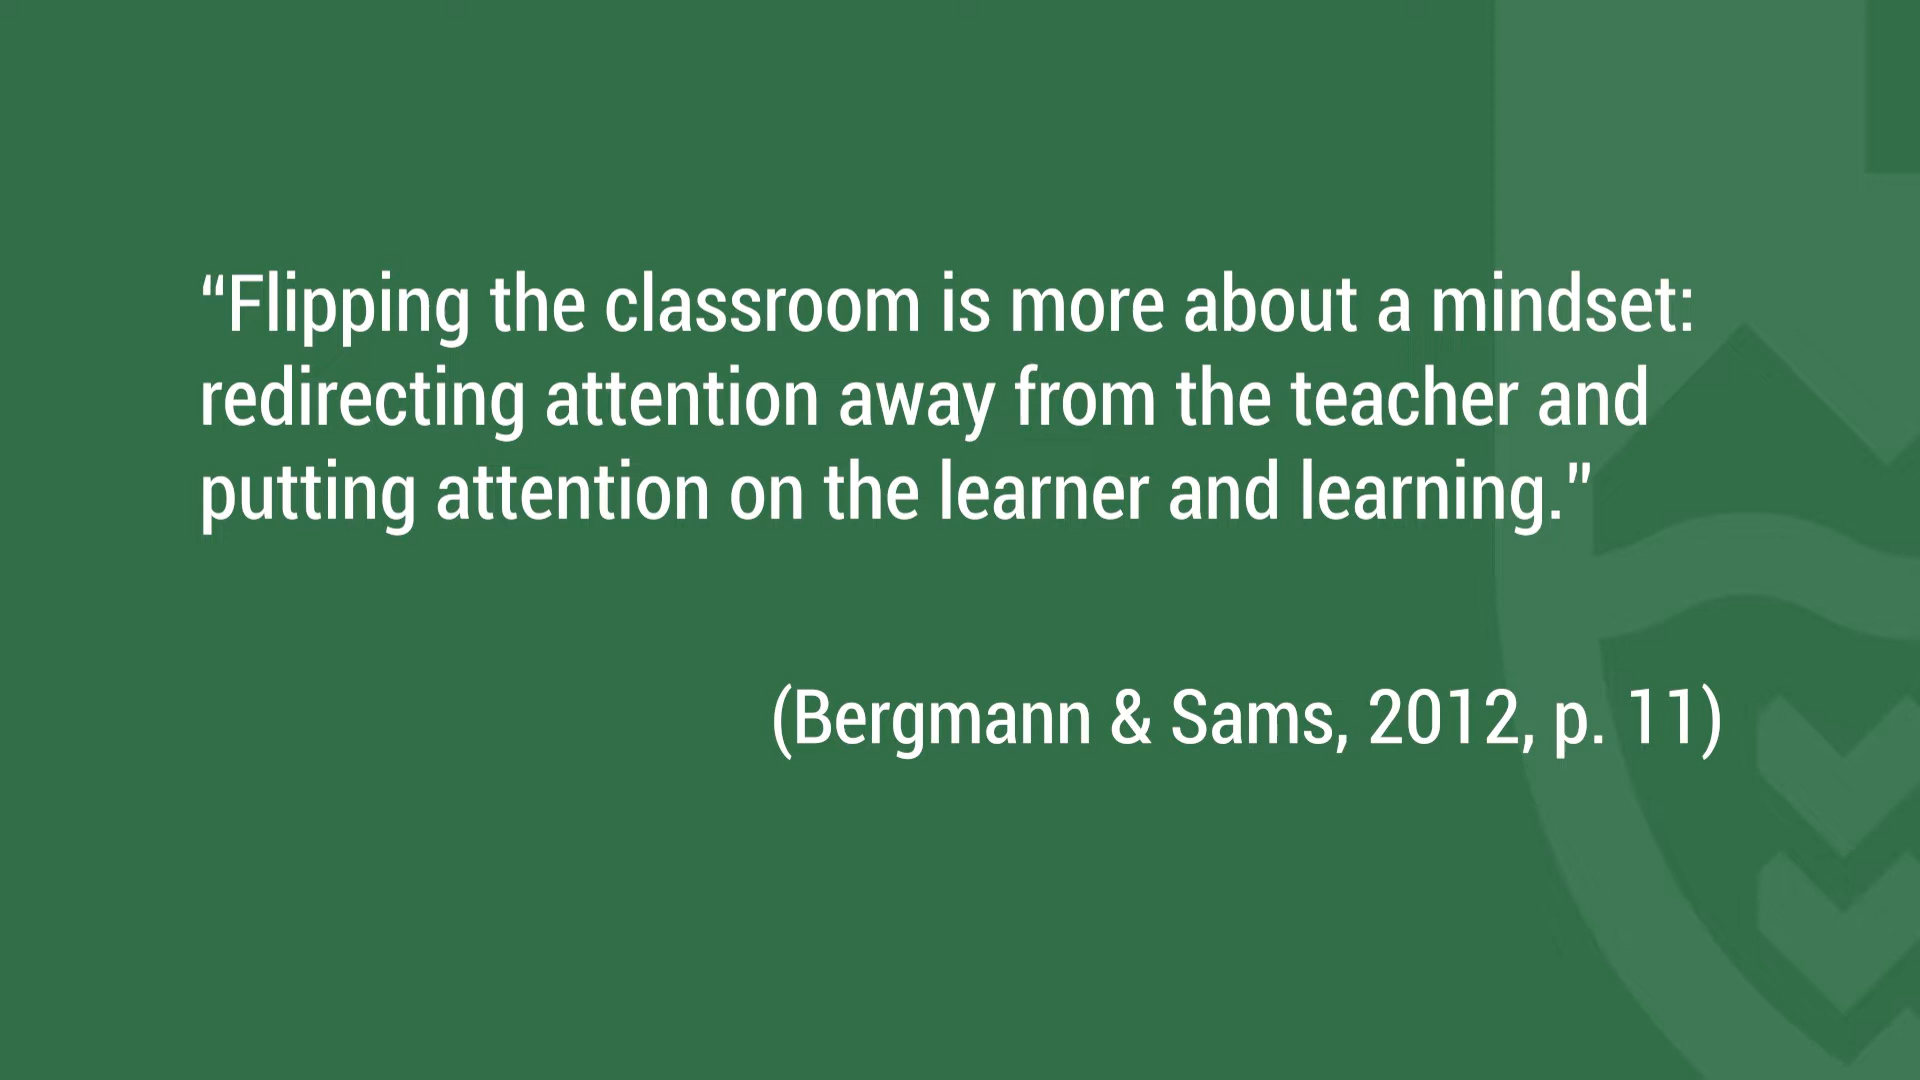 “Flipping the classroom is more about a mindset:
redirecting attention away from the teacher and
putting attention on the learner and learning.”
(Bergmann & Sams, 2012, p. 11)